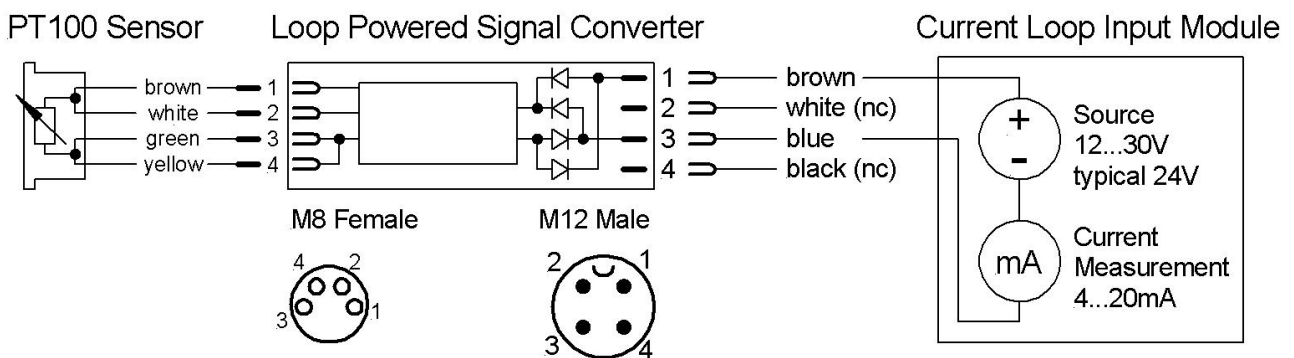 PT100 Sensor
Loop Powered Signal Converter
Current Loop Input Module
brown 1
white 2
green 3
yellow 4
1 brown
2 white (nc)
3 blue
4 black (nc)
+
-
Source
12...30V
typical 24V
mA
Current
Measurement
4...20mA
M8 Female
4 2
3 1
M12 Male
2 1
3 4